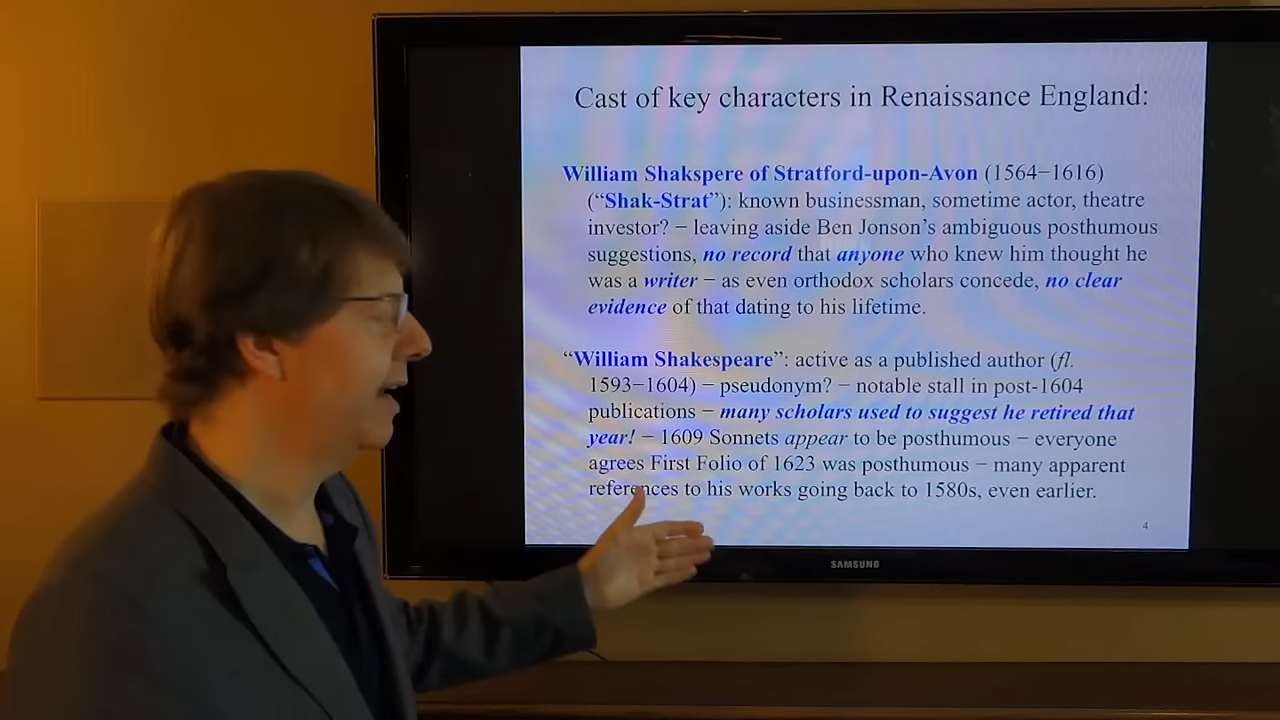 Cast of key characters in Renaissance England:
William Shakspere of Stratford-upon-Avon (1564−1616)
(“Shak-Strat”): known businessman, sometime actor, theatre
investor? − leaving aside Ben Jonson’s ambiguous posthumous
suggestions, no record that anyone who knew him thought he
was a writer − as even orthodox scholars concede, no clear
evidence of that dating to his lifetime.
“William Shakespeare”: active as a published author (fl.
1593−1604) − pseudonym? − notable stall in post-1604
publications − many scholars used to suggest he retired that
year! − 1609 Sonnets appear to be posthumous − everyone
agrees First Folio of 1623 was posthumous − many apparent
references to his works going back to 1580s, even earlier.
4
SAMSUNG